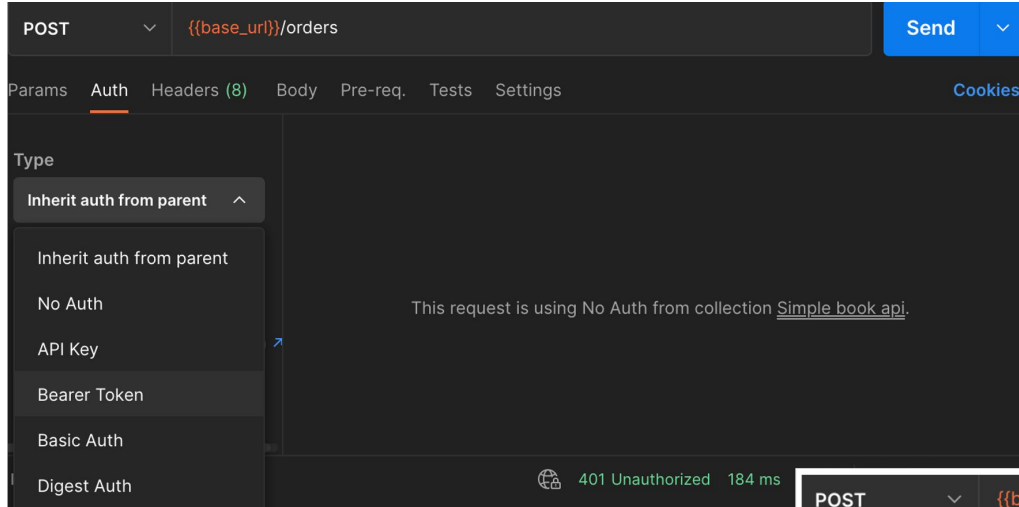 POST {{base_url}}/orders Send
Params Auth Headers (8) Body Pre-req. Tests Settings Cookies
Type
Inherit auth from parent
Inherit auth from parent
No Auth
This request is using No Auth from collection Simple book api.
API Key
Bearer Token
Basic Auth
401 Unauthorized 184 ms
Digest Auth
POST {{b